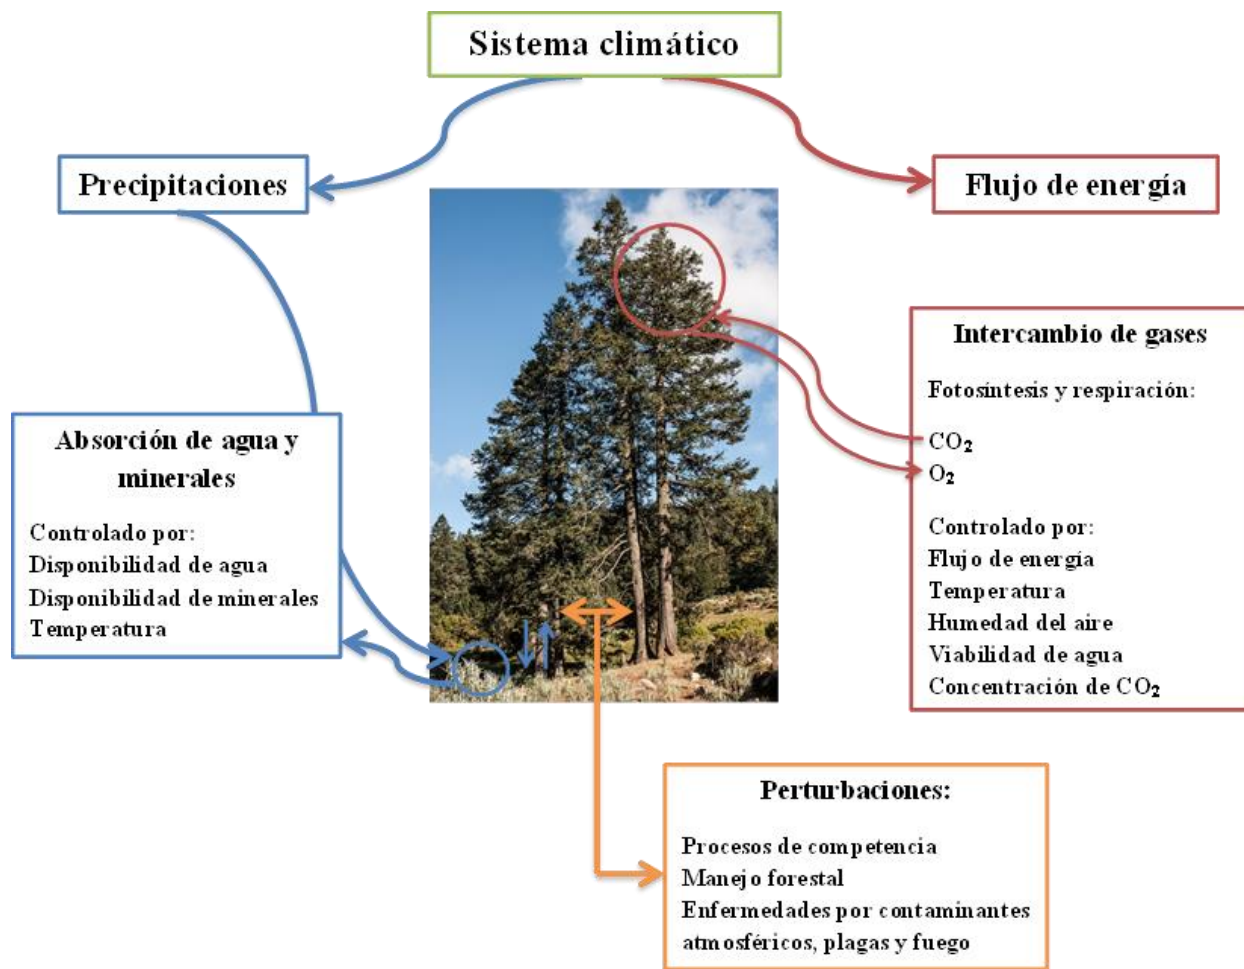 Sistema climático
Precipitaciones
Flujo de energía
Absorción de agua y
minerales
Controlado por:
Disponibilidad de agua
Disponibilidad de minerales
Temperatura
Intercambio de gases
Fotosíntesis y respiración:
CO₂
O₂
Controlado por:
Flujo de energía
Temperatura
Humedad del aire
Viabilidad de agua
Concentración de CO₂
Perturbaciones:
Procesos de competencia
Manejo forestal
Enfermedades por contaminantes
atmosféricos, plagas y fuego